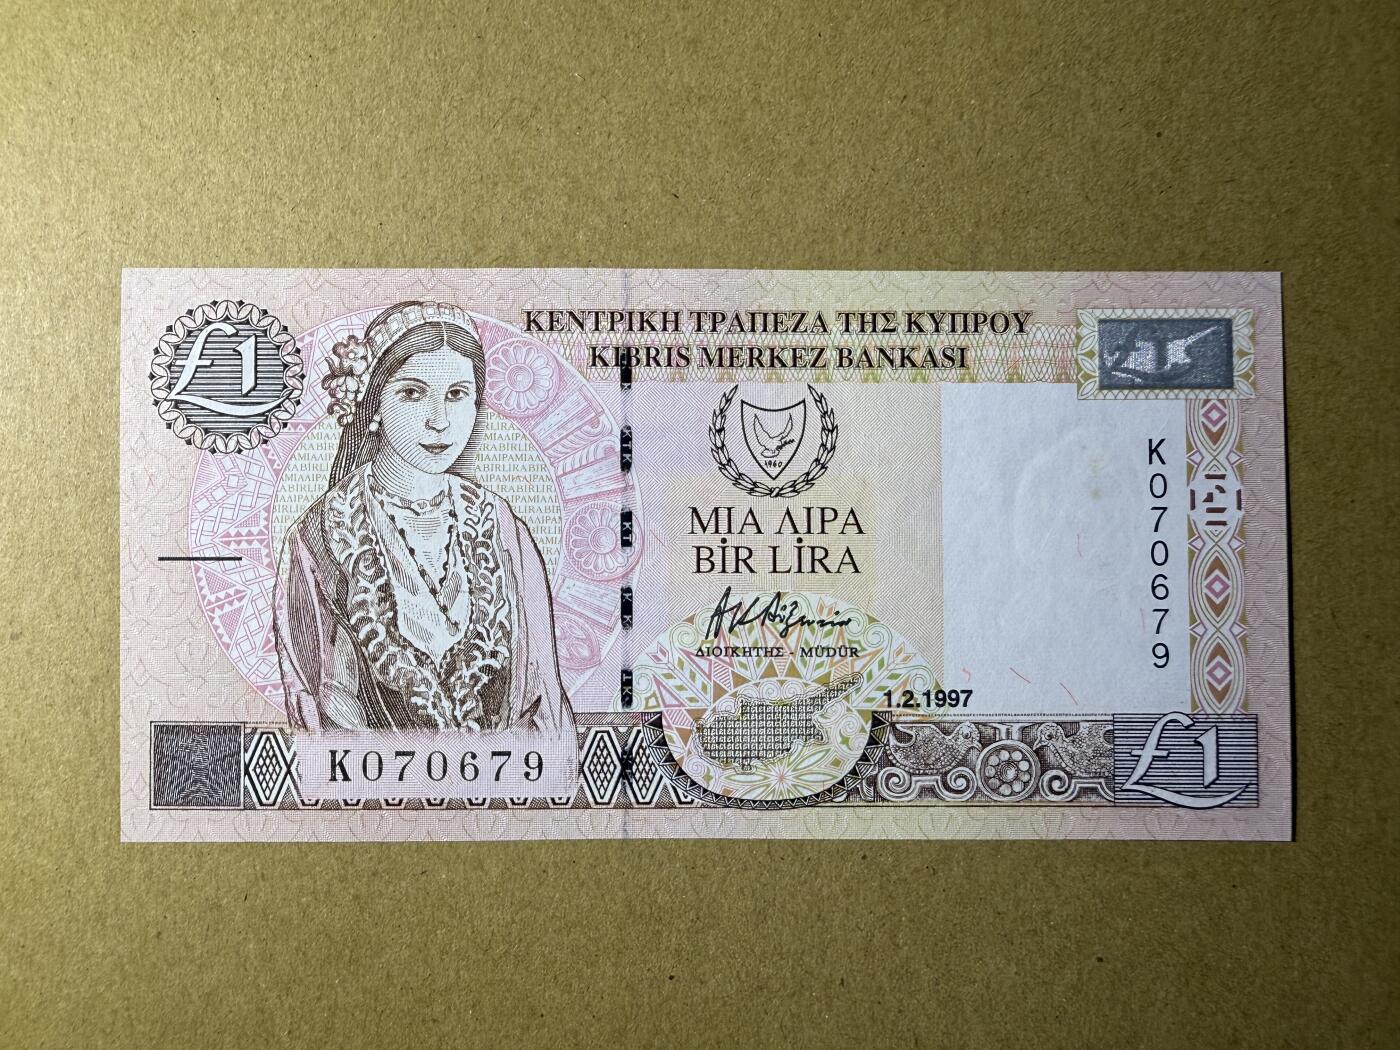 £1
ΚΕΝΤΡΙΚΗ ΤΡΑΠΕΖΑ ΤΗΣ ΚΥΠΡΟΥ
KIBRIS MERKEZ BANKASI
1960
ΜΙΑ ΛΙΡΑ
BİR LİRA
ΔΙΟΙΚΗΤΗΣ - MÜDÜR
1.2.1997
K070679
K070679
£1